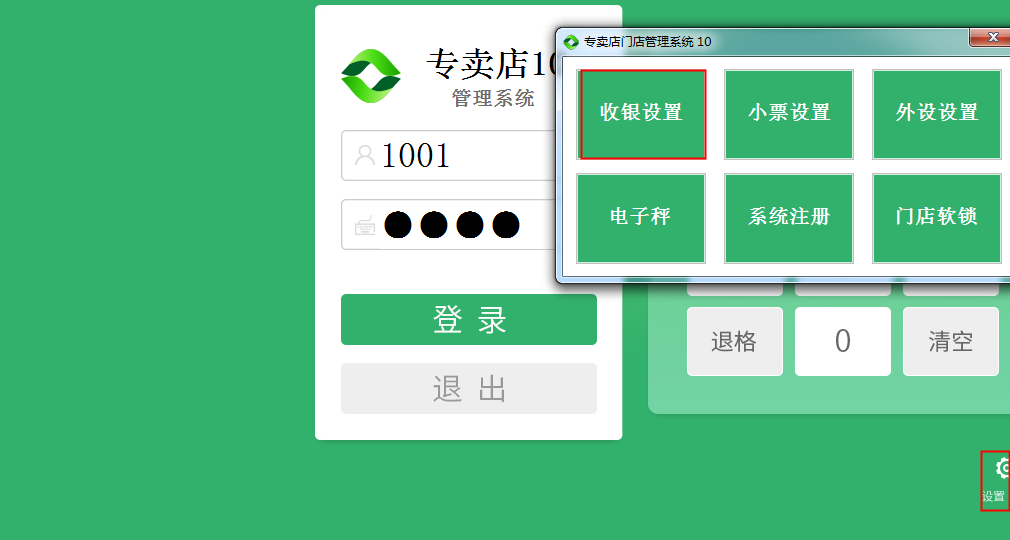 专卖店10
管理系统
1001
登 录
退 出
专卖店门店管理系统 10
收银设置
小票设置
外设设置
电子秤
系统注册
门店软锁
退格
0
清空
设置